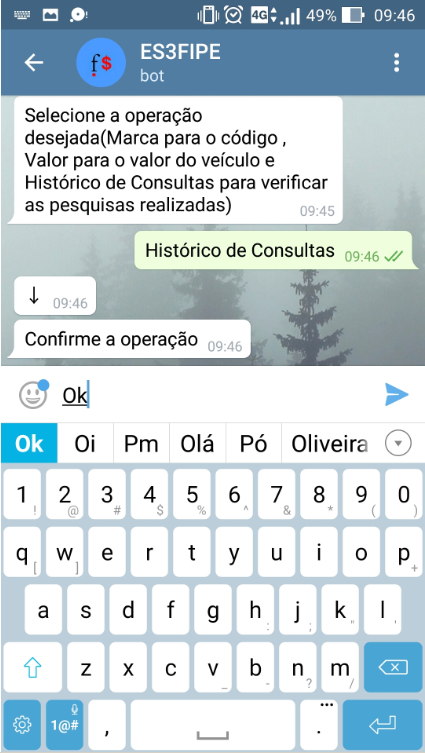 4G 49% 09:46
f$ ES3FIPE
bot
Selecione a operação
desejada(Marca para o código ,
Valor para o valor do veículo e
Histórico de Consultas para verificar
as pesquisas realizadas) 09:45
Histórico de Consultas 09:46
↓ 09:46
Confirme a operação 09:46
Ok
Ok Oi Pm Olá Pó Oliveira
1 ! 2 @ 3 # 4 $ 5 % 6 ^ 7 & 8 * 9 ( 0 )
q [ w ] e r t y u i o p +
a s d f g h : j ; k " l '
z x c v _ b - n ? m /
1@# , . ...